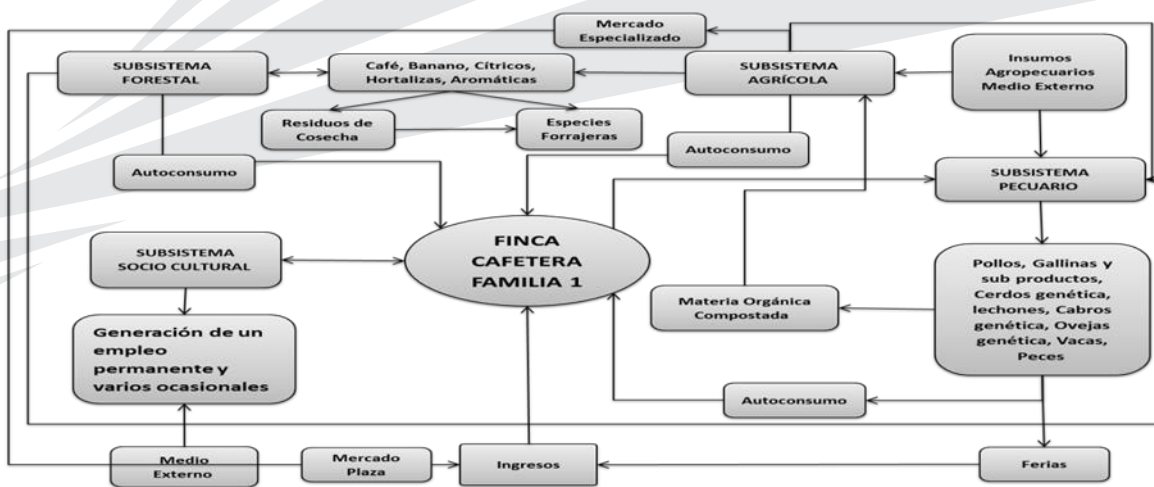 Mercado
Especializado
SUBSISTEMA
FORESTAL
Café, Banano, Cítricos,
Hortalizas, Aromáticas
SUBSISTEMA
AGRÍCOLA
Insumos
Agropecuarios
Medio Externo
Residuos de
Cosecha
Especies
Forrajeras
Autoconsumo
Autoconsumo
SUBSISTEMA
PECUARIO
SUBSISTEMA
SOCIO CULTURAL
FINCA
CAFETERA
FAMILIA 1
Materia Orgánica
Compostada
Pollos, Gallinas y
sub productos,
Cerdos genética,
lechones, Cabros
genética, Ovejas
genética, Vacas,
Peces
Generación de un
empleo
permanente y
varios ocasionales
Autoconsumo
Medio
Externo
Mercado
Plaza
Ingresos
Ferias